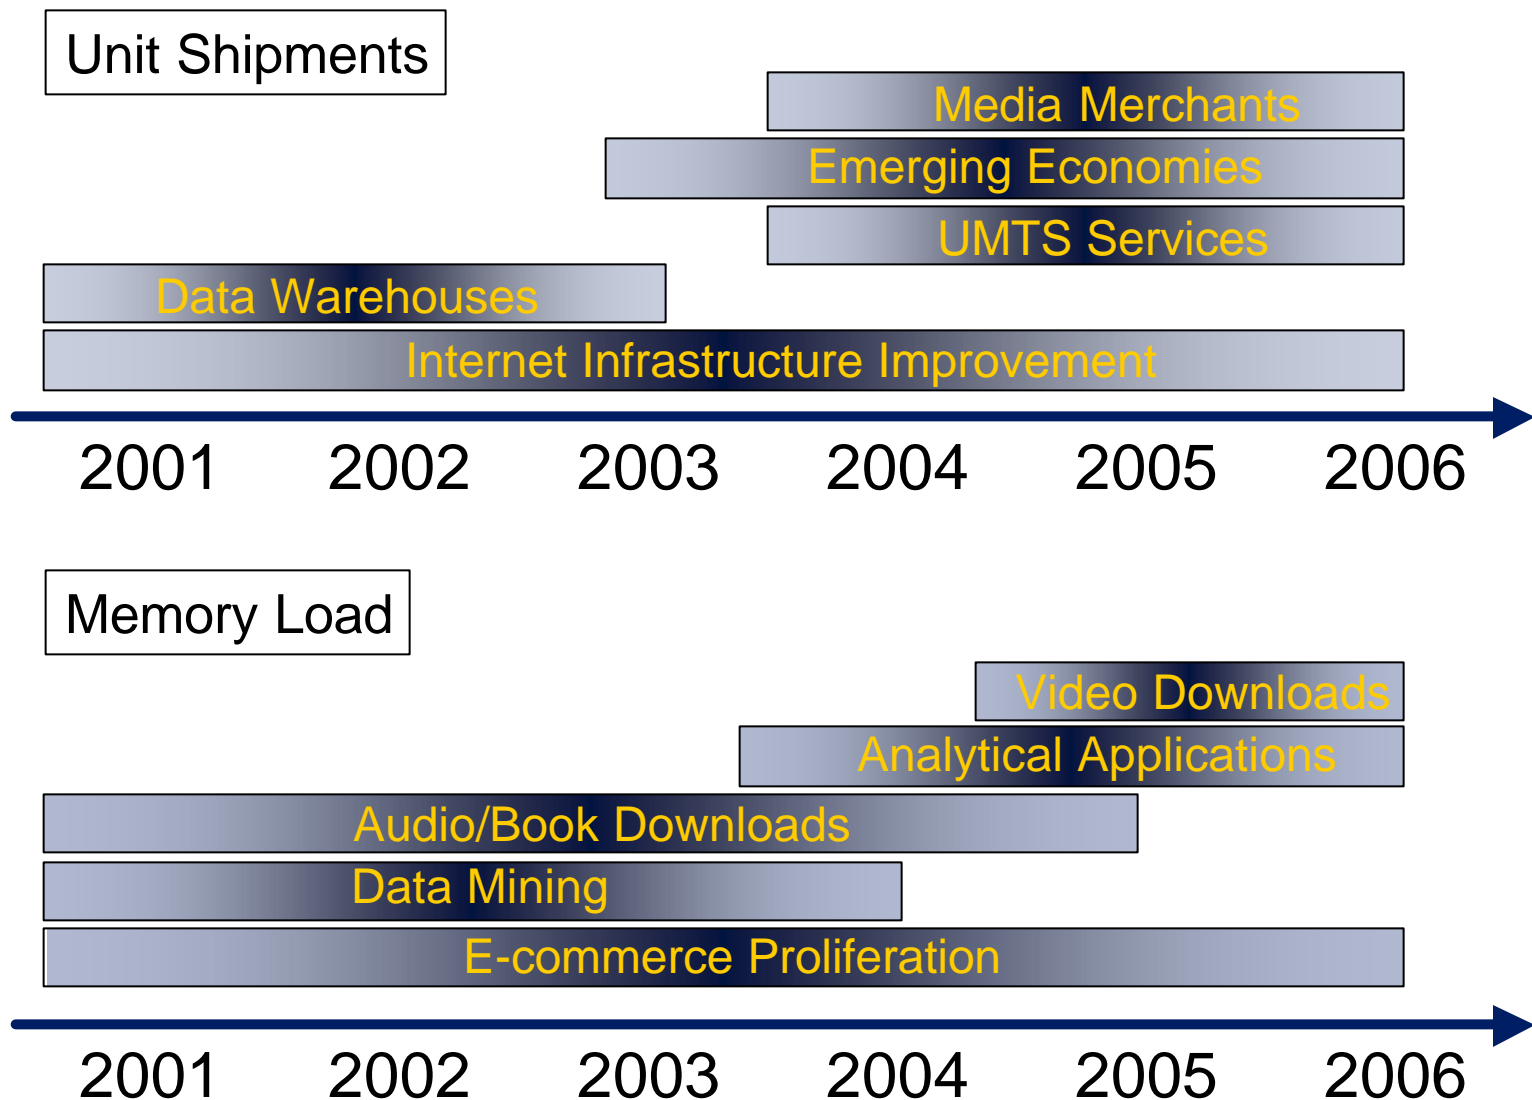 Unit Shipments
Media Merchants
Emerging Economies
UMTS Services
Data Warehouses
Internet Infrastructure Improvement
2001 2002 2003 2004 2005 2006
Memory Load
Video Downloads
Analytical Applications
Audio/Book Downloads
Data Mining
E-commerce Proliferation
2001 2002 2003 2004 2005 2006